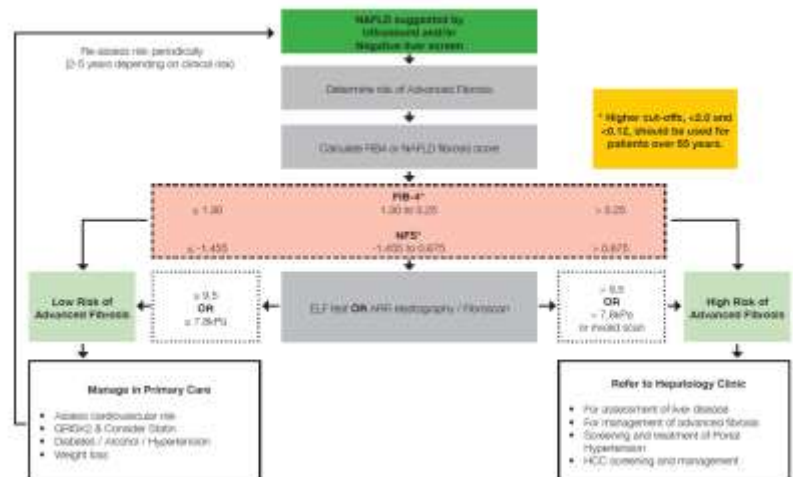 NAFLD suggested by
Ultrasound and/or
Negative liver screen
Re-assess risk periodically
(2-5 years depending on clinical risk)
Determine risk of Advanced Fibrosis
* Higher cut-offs, <2.0 and
<0.12, should be used for
patients over 65 years.
Calculate FIB4 or NAFLD fibrosis score
FIB-4*
≤ 1.30
1.30 to 3.25
> 3.25
NFS*
≤ -1.455
-1.455 to 0.675
> 0.675
Low Risk of
Advanced Fibrosis
≤ 9.5
OR
≤ 7.8kPa
ELF test OR ARFI elastography / Fibroscan
> 9.5
OR
> 7.8kPa
or invalid scan
High Risk of
Advanced Fibrosis
Manage in Primary Care
• Assess cardiovascular risk
• QRISK2 & Consider Statin
• Diabetes / Alcohol / Hypertension
• Weight loss
Refer to Hepatology Clinic
• For assessment of liver disease
• For management of advanced fibrosis
• Screening and treatment of Portal
Hypertension
• HCC screening and management